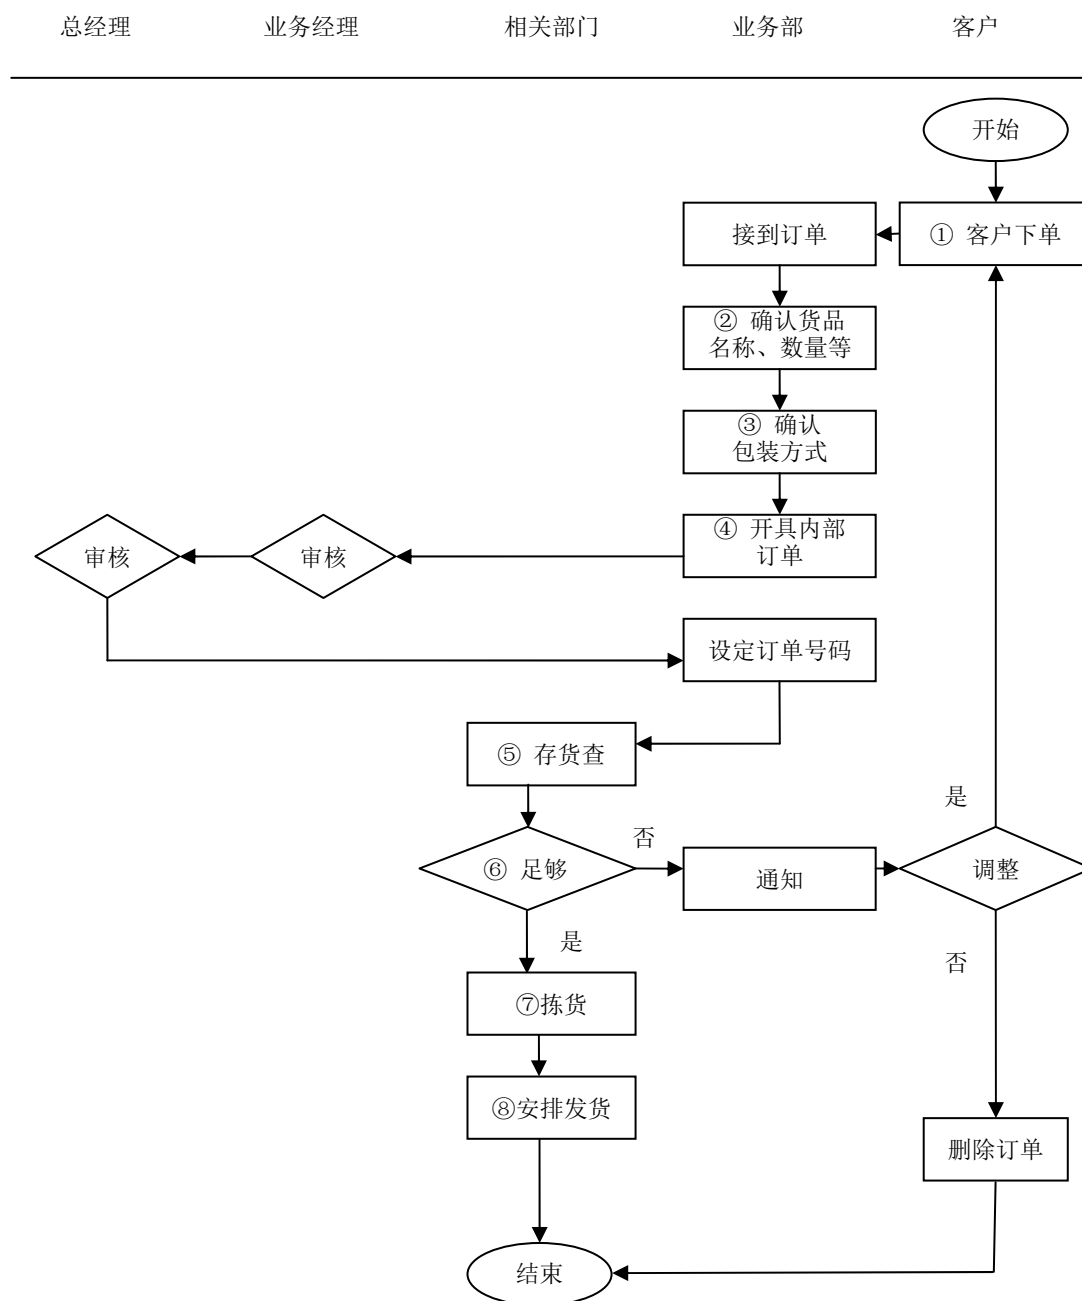 总经理
业务经理
相关部门
业务部
客户
开始
① 客户下单
接到订单
② 确认货品
名称、数量等
③ 确认
包装方式
④ 开具内部
订单
审核
审核
设定订单号码
⑤ 存货查
⑥ 足够
否
通知
调整
是
是
否
⑦拣货
⑧安排发货
删除订单
结束